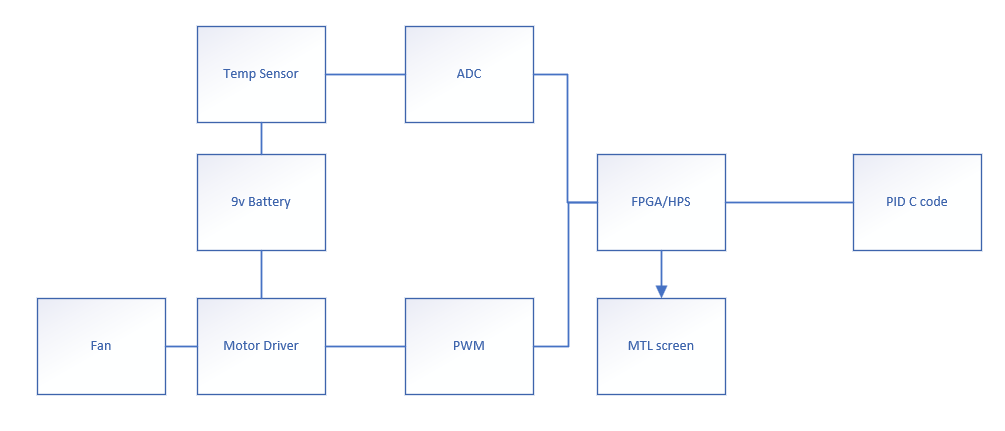 Temp Sensor
ADC
9v Battery
FPGA/HPS
PID C code
Fan
Motor Driver
PWM
MTL screen